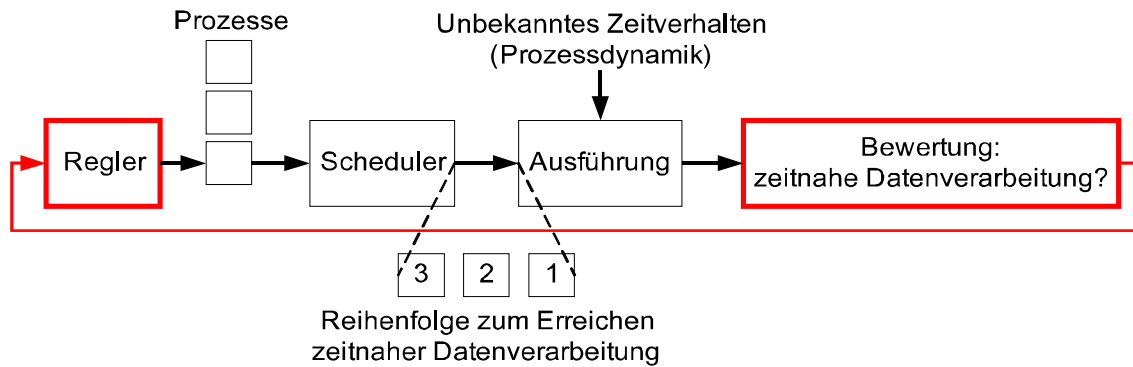 Prozesse
Unbekanntes Zeitverhalten
(Prozessdynamik)
Regler
Scheduler
Ausführung
Bewertung:
zeitnahe Datenverarbeitung?
3 2 1
Reihenfolge zum Erreichen
zeitnaher Datenverarbeitung